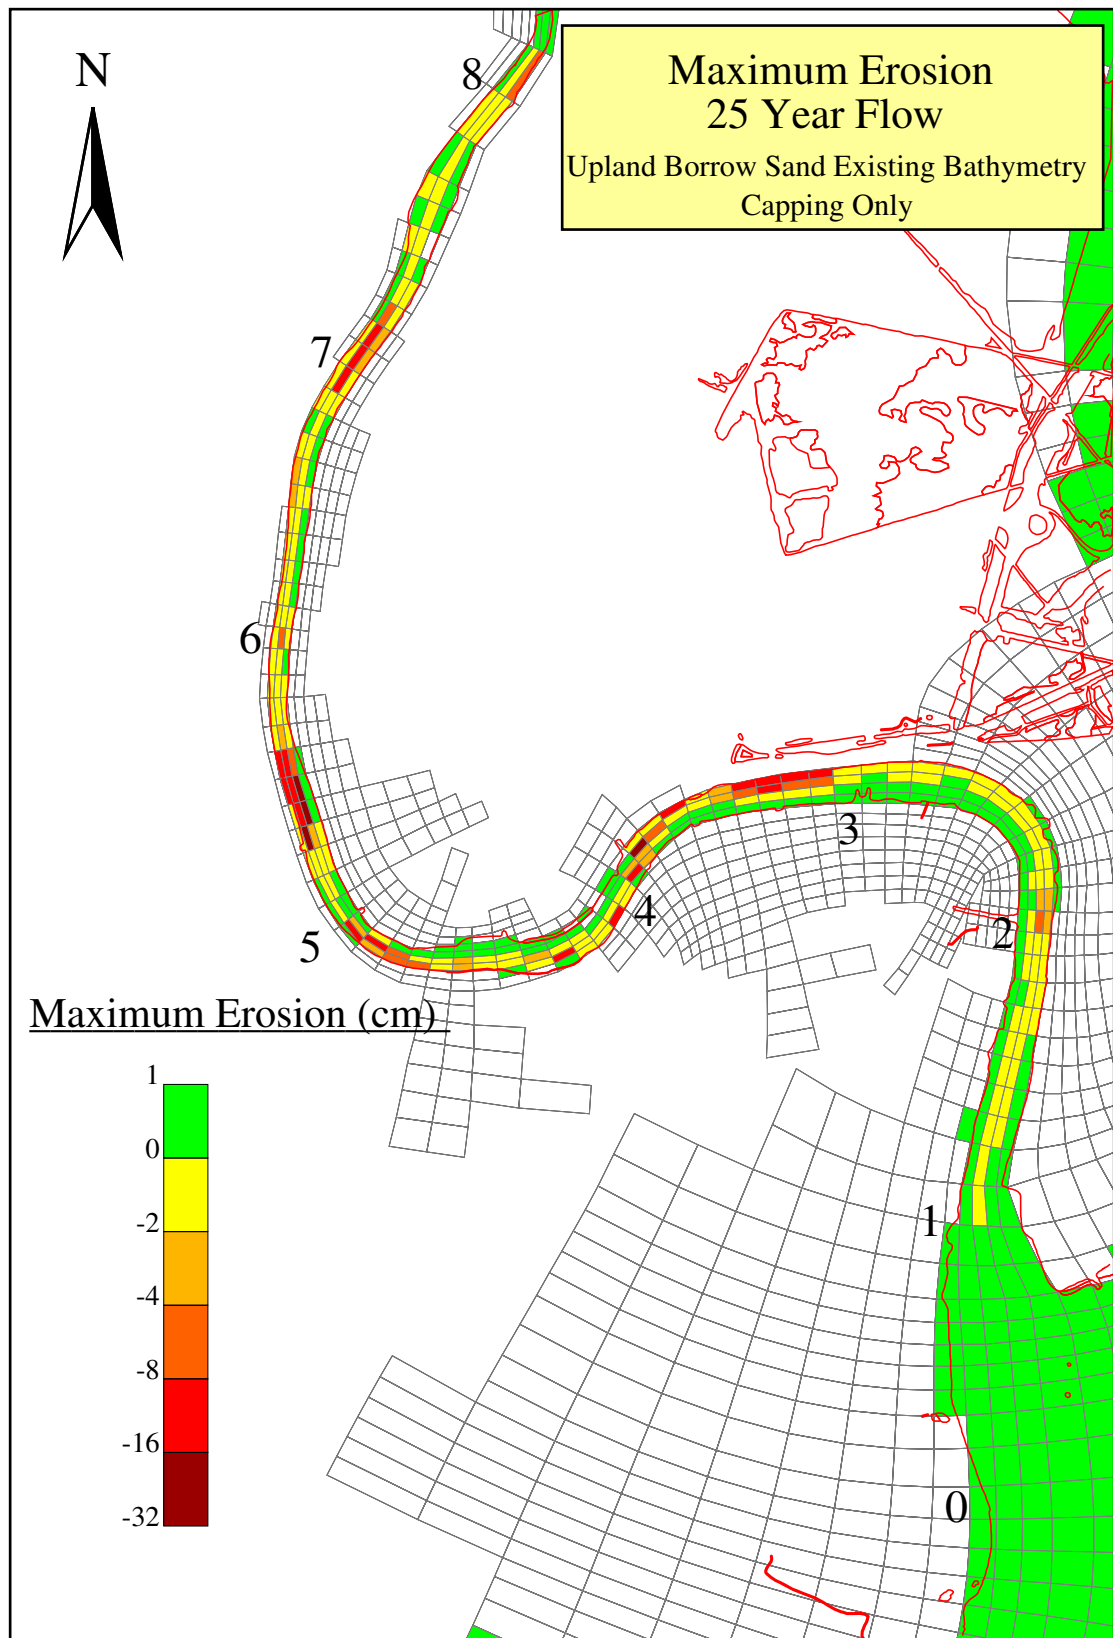 N
Maximum Erosion
25 Year Flow
Upland Borrow Sand Existing Bathymetry
Capping Only
8
7
6
3
4
2
5
Maximum Erosion (cm)
1
0
-2
-4
-8
-16
-32
1
0